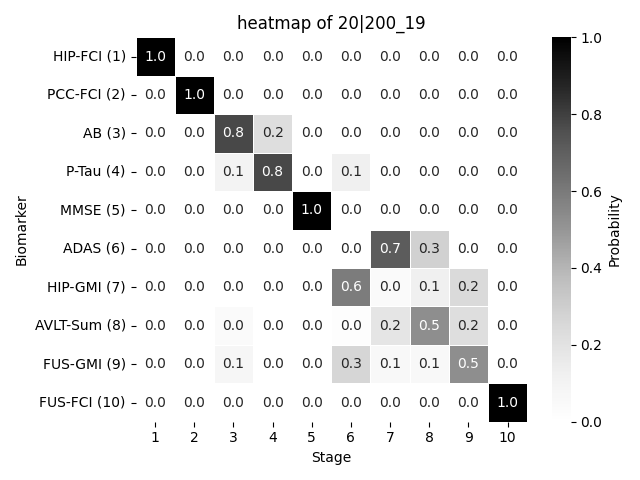 heatmap of 20|200_19
HIP-FCI (1) 1.0 0.0 0.0 0.0 0.0 0.0 0.0 0.0 0.0 0.0
PCC-FCI (2) 0.0 1.0 0.0 0.0 0.0 0.0 0.0 0.0 0.0 0.0
AB (3) 0.0 0.0 0.8 0.2 0.0 0.0 0.0 0.0 0.0 0.0
P-Tau (4) 0.0 0.0 0.1 0.8 0.0 0.1 0.0 0.0 0.0 0.0
MMSE (5) 0.0 0.0 0.0 0.0 1.0 0.0 0.0 0.0 0.0 0.0
ADAS (6) 0.0 0.0 0.0 0.0 0.0 0.0 0.7 0.3 0.0 0.0
HIP-GMI (7) 0.0 0.0 0.0 0.0 0.0 0.6 0.0 0.1 0.2 0.0
AVLT-Sum (8) 0.0 0.0 0.0 0.0 0.0 0.0 0.2 0.5 0.2 0.0
FUS-GMI (9) 0.0 0.0 0.1 0.0 0.0 0.3 0.1 0.1 0.5 0.0
FUS-FCI (10) 0.0 0.0 0.0 0.0 0.0 0.0 0.0 0.0 0.0 1.0
1 2 3 4 5 6 7 8 9 10
Stage
Biomarker
1.0
0.8
0.6
0.4
0.2
0.0
Probability